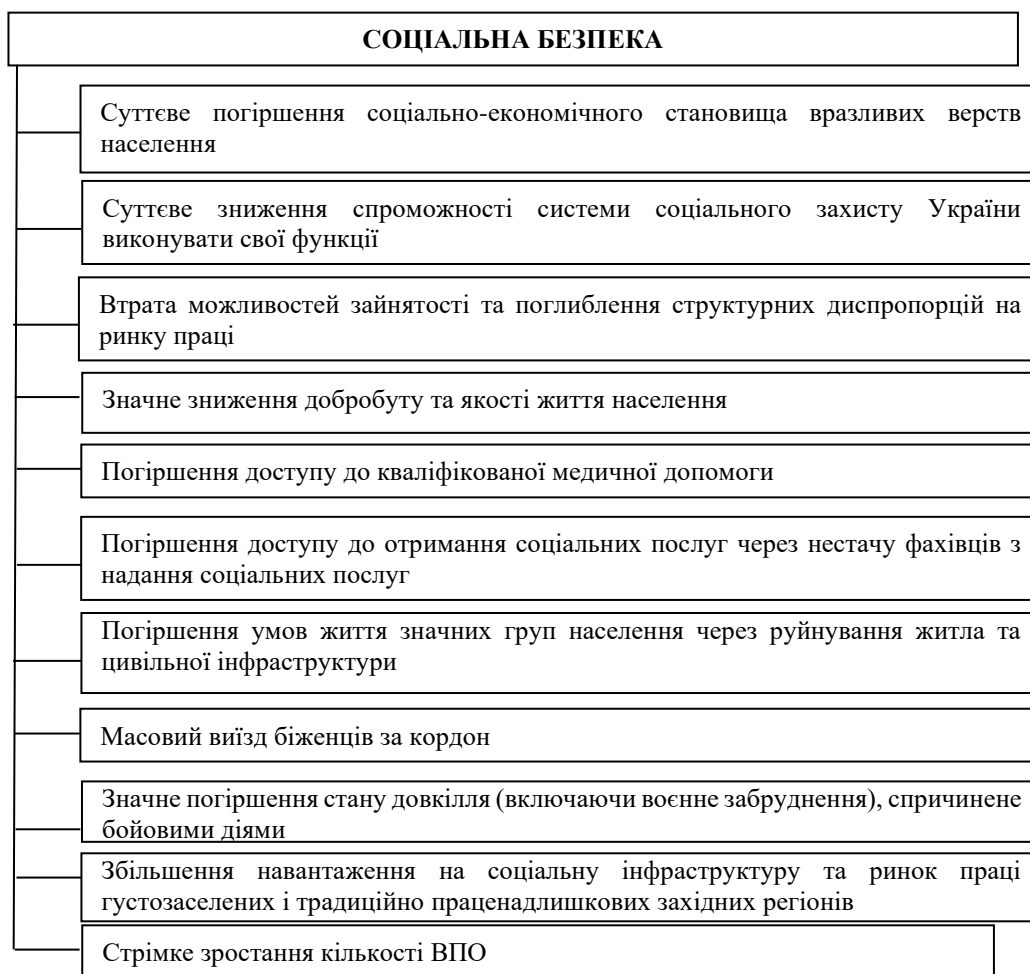 СОЦІАЛЬНА БЕЗПЕКА
Суттєве погіршення соціально-економічного становища вразливих верств
населення
Суттєве зниження спроможності системи соціального захисту України
виконувати свої функції
Втрата можливостей зайнятості та поглиблення структурних диспропорцій на
ринку праці
Значне зниження добробуту та якості життя населення
Погіршення доступу до кваліфікованої медичної допомоги
Погіршення доступу до отримання соціальних послуг через нестачу фахівців з
надання соціальних послуг
Погіршення умов життя значних груп населення через руйнування житла та
цивільної інфраструктури
Масовий виїзд біженців за кордон
Значне погіршення стану довкілля (включаючи воєнне забруднення), спричинене
бойовими діями
Збільшення навантаження на соціальну інфраструктуру та ринок праці
густозаселених і традиційно праценадлишкових західних регіонів
Стрімке зростання кількості ВПО